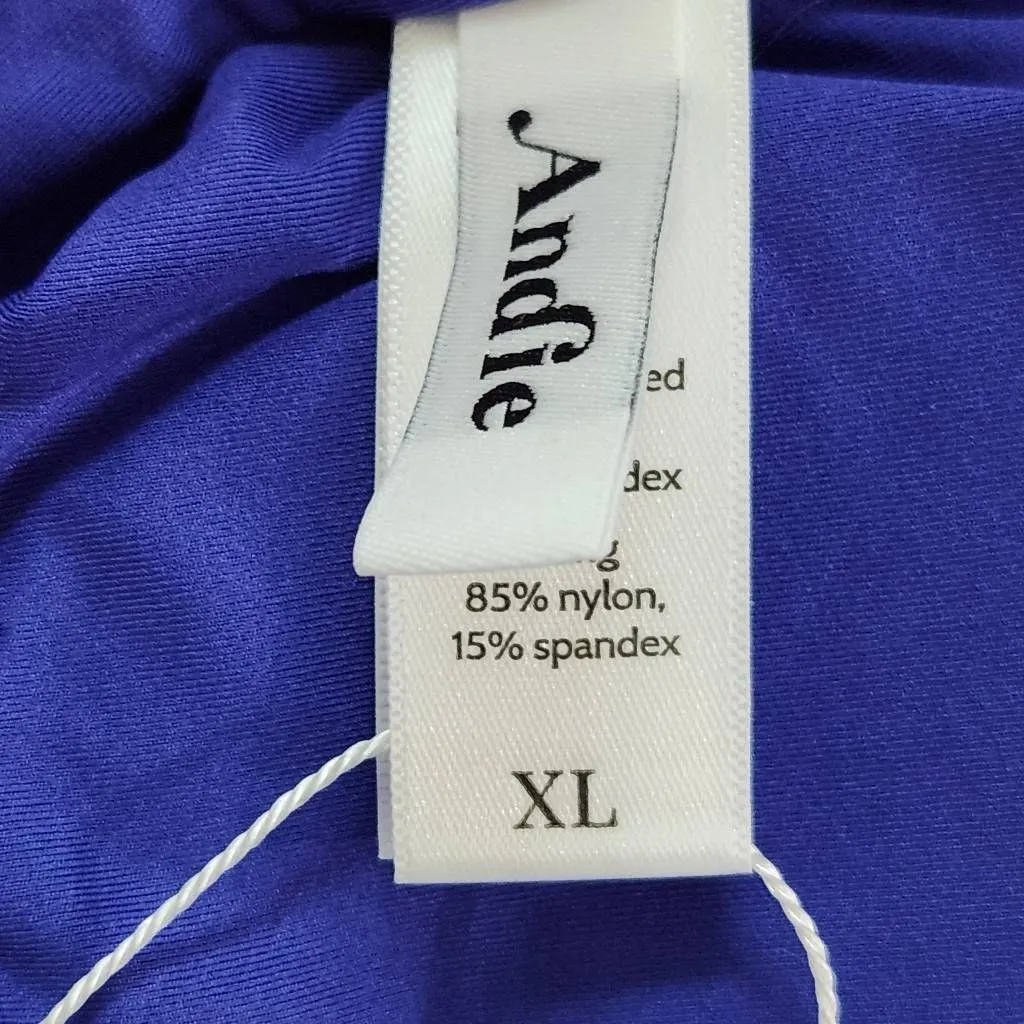 Andie
ed
dex
g
85% nylon,
15% spandex
XL